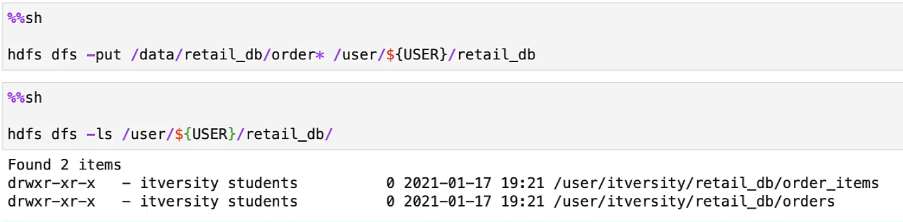 %%sh
hdfs dfs -put /data/retail_db/order* /user/${USER}/retail_db
%%sh
hdfs dfs -ls /user/${USER}/retail_db/
Found 2 items
drwxr-xr-x   - itversity students          0 2021-01-17 19:21 /user/itversity/retail_db/order_items
drwxr-xr-x   - itversity students          0 2021-01-17 19:21 /user/itversity/retail_db/orders